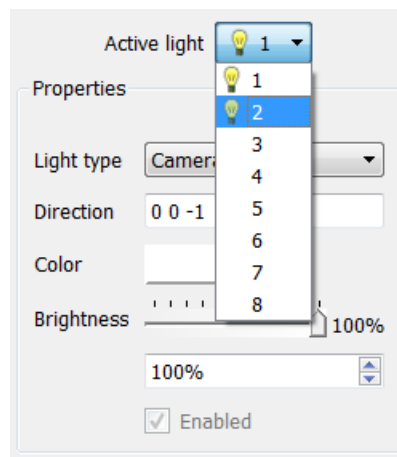 Active light 1
1
Properties
2
3
Light type Camera
4
Direction 0 0 -1 5
6
Color
7
8
Brightness 100%
100%
Enabled